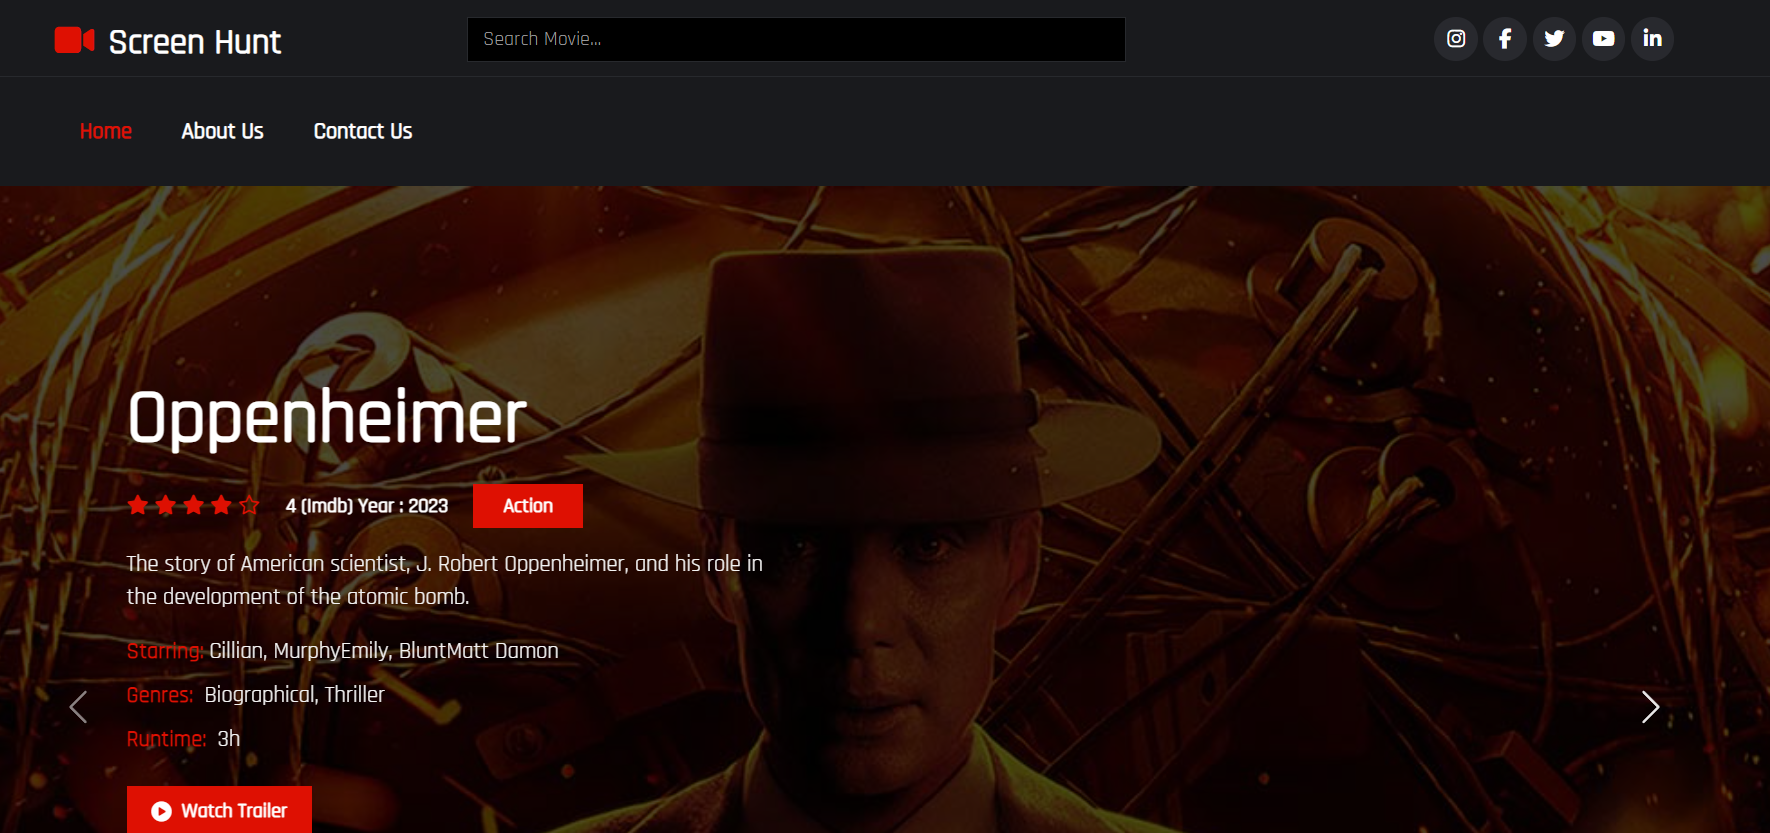 Screen Hunt
Search Movie...
Home
About Us
Contact Us
Oppenheimer
4 (Imdb) Year : 2023
Action
The story of American scientist, J. Robert Oppenheimer, and his role in
the development of the atomic bomb.
Starring: Cillian, MurphyEmily, BluntMatt Damon
Genres: Biographical, Thriller
Runtime: 3h
Watch Trailer